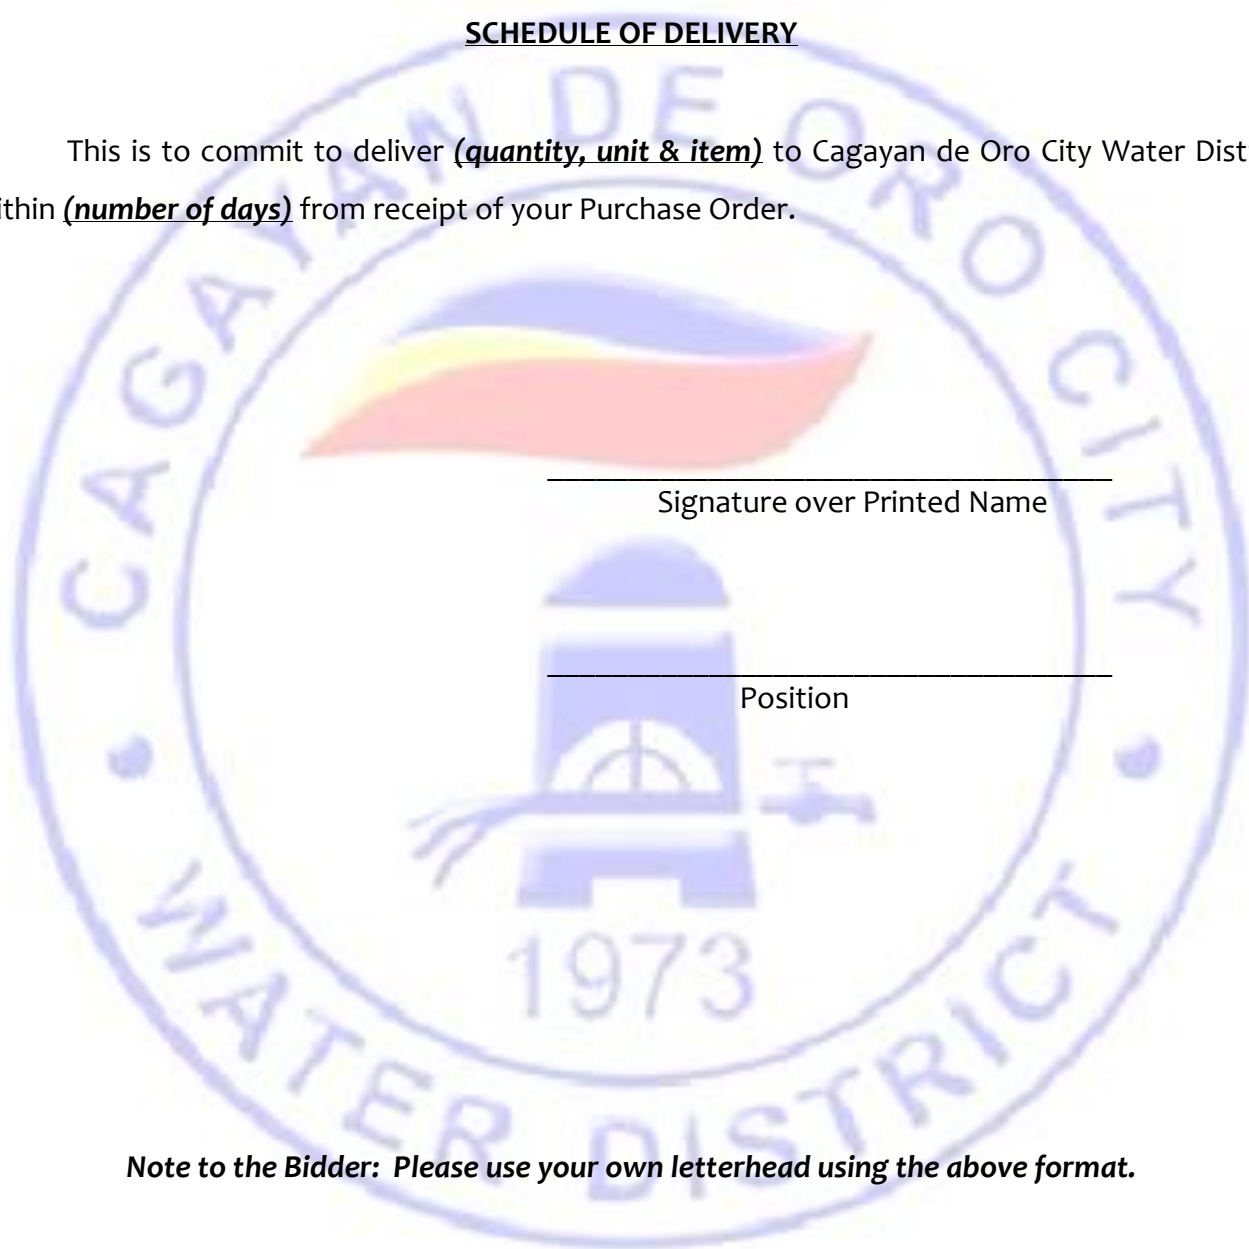 SCHEDULE OF DELIVERY
This is to commit to deliver (quantity, unit & item) to Cagayan de Oro City Water Dist
ithin (number of days) from receipt of your Purchase Order.
Signature over Printed Name
Position
Note to the Bidder: Please use your own letterhead using the above format.
CAGAYAN DE ORO CITY
1973
WATER DISTRICT